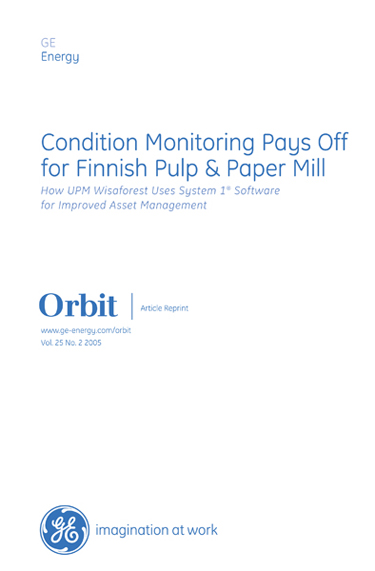 GE
Energy
Condition Monitoring Pays Off
for Finnish Pulp & Paper Mill
How UPM Wisaforest Uses System 1® Software
for Improved Asset Management
Orbit
Article Reprint
www.ge-energy.com/orbit
Vol. 25 No. 2 2005
GE
imagination at work